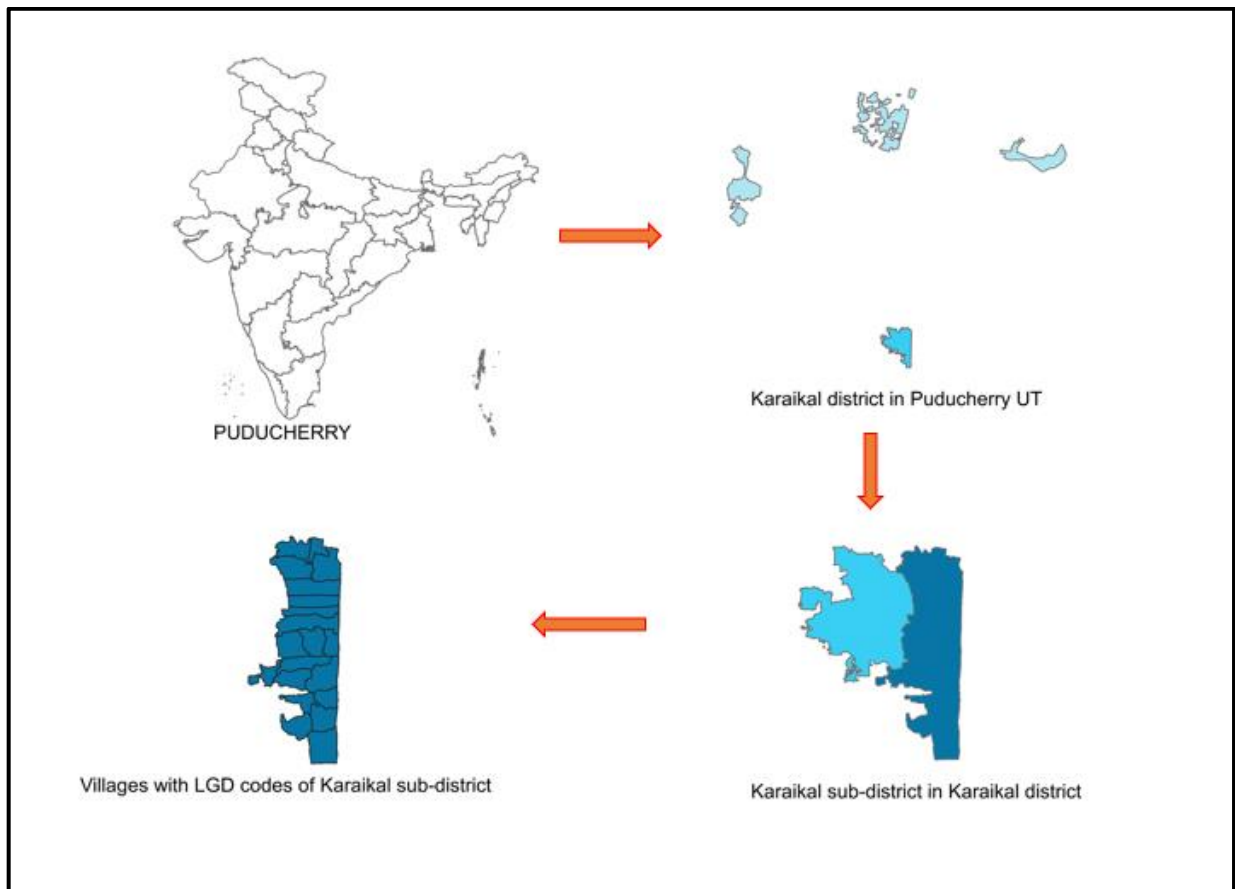 PUDUCHERRY
Karaikal district in Puducherry UT
Karaikal sub-district in Karaikal district
Villages with LGD codes of Karaikal sub-district